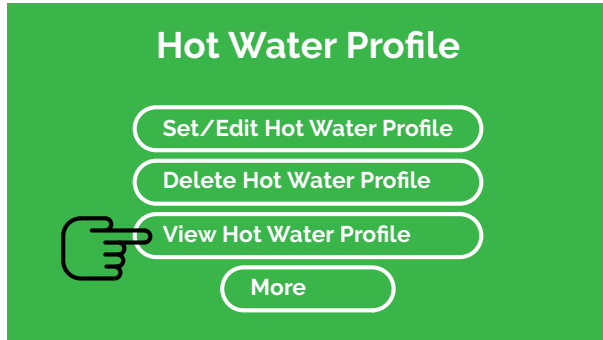 Hot Water Profile
Set/Edit Hot Water Profile
Delete Hot Water Profile
View Hot Water Profile
More